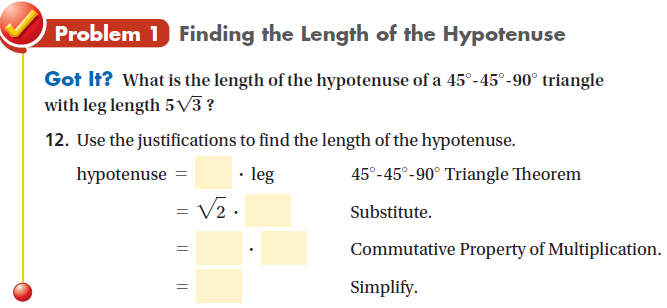 Problem 1 Finding the Length of the Hypotenuse
Got It? What is the length of the hypotenuse of a 45°-45°-90° triangle
with leg length 5√3 ?
12. Use the justifications to find the length of the hypotenuse.
hypotenuse = · leg 45°-45°-90° Triangle Theorem
= √2 · Substitute.
= · Commutative Property of Multiplication.
= Simplify.